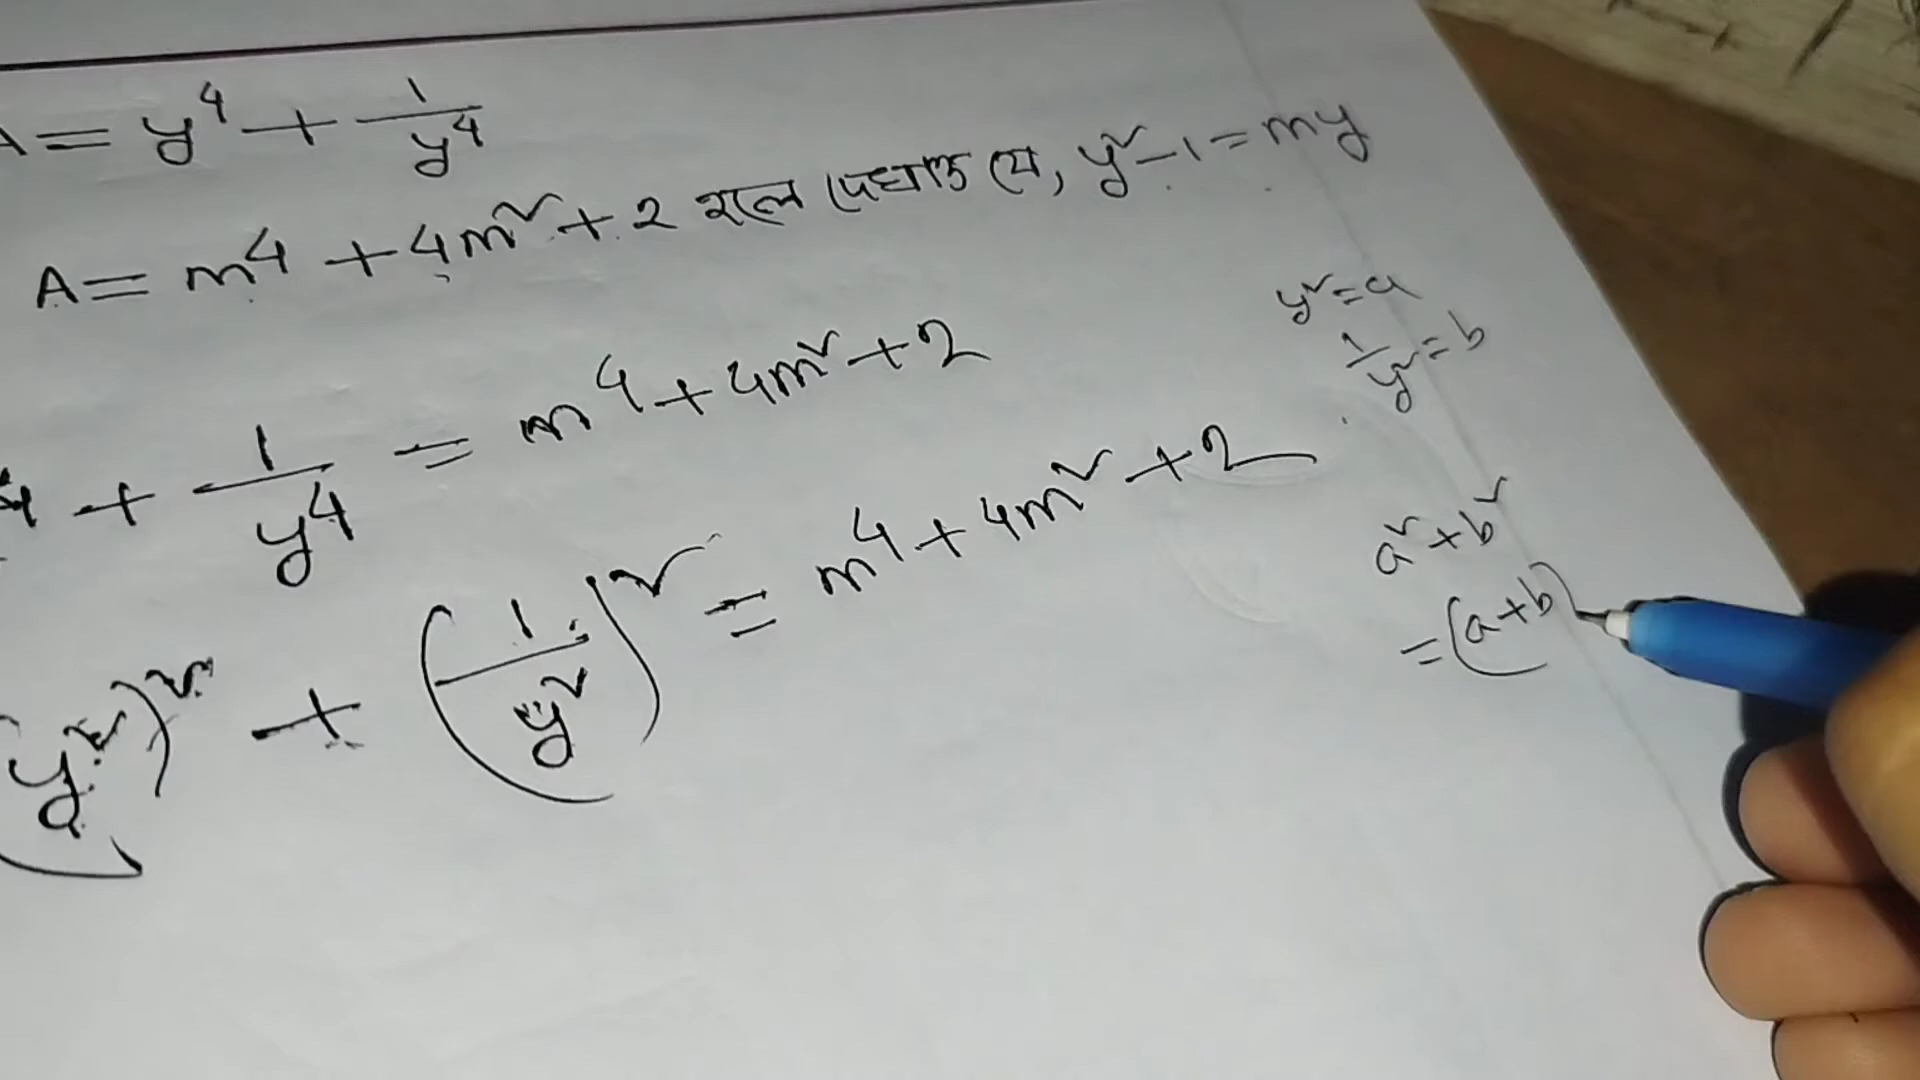 A = y⁴ + 1/y⁴
A = m⁴ + 4m² + 2 হলে দেখাও যে, y² - 1 = my
y² = a
1/y² = b
4 + 1/y⁴ = m⁴ + 4m² + 2
(y²)² + (1/y²)² = m⁴ + 4m² + 2
a² + b²
= (a + b)